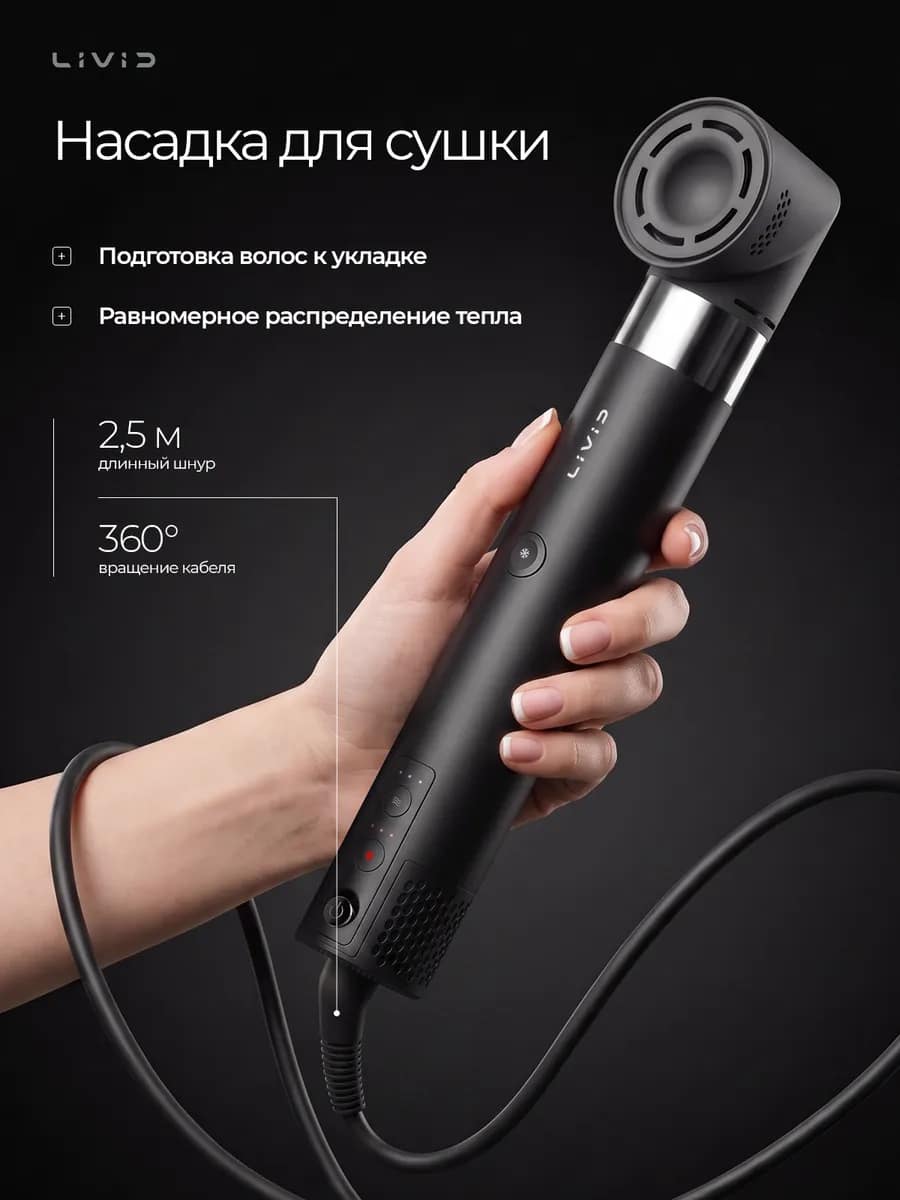 LIVID
Насадка для сушки
Подготовка волос к укладке
Равномерное распределение тепла
2,5 м
длинный шнур
360°
вращение кабеля
LIVID